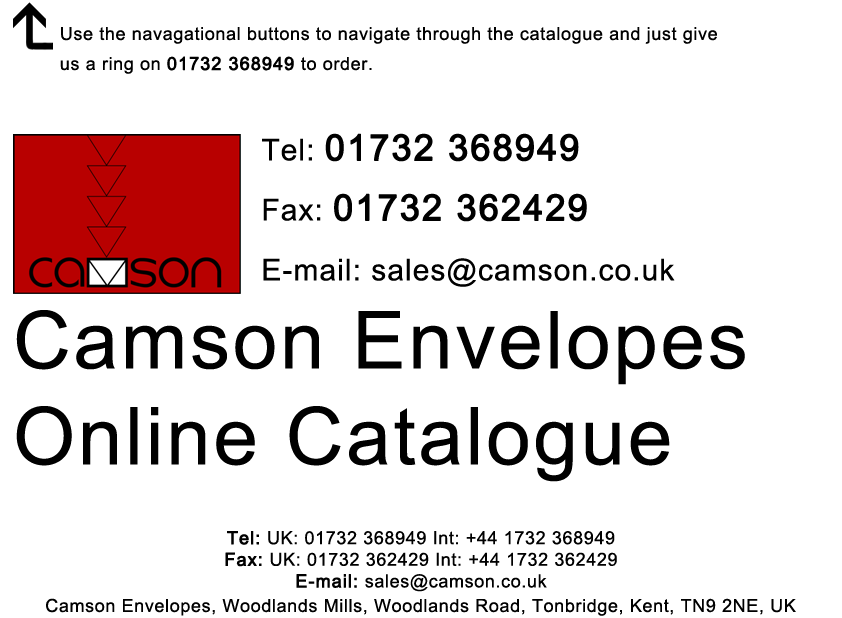 Use the navagational buttons to navigate through the catalogue and just give
us a ring on 01732 368949 to order.
Tel: 01732 368949
Fax: 01732 362429
E-mail: sales@camson.co.uk
camson
Camson Envelopes
Online Catalogue
Tel: UK: 01732 368949 Int: +44 1732 368949
Fax: UK: 01732 362429 Int: +44 1732 362429
E-mail: sales@camson.co.uk
Camson Envelopes, Woodlands Mills, Woodlands Road, Tonbridge, Kent, TN9 2NE, UK